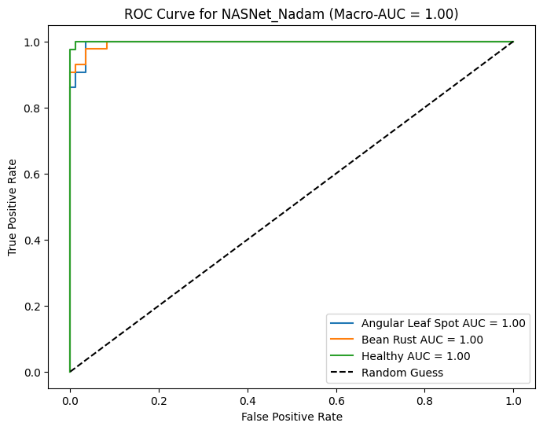 ROC Curve for NASNet_Nadam (Macro-AUC = 1.00)
True Positive Rate
1.0
0.8
0.6
0.4
0.2
0.0
Angular Leaf Spot AUC = 1.00
Bean Rust AUC = 1.00
Healthy AUC = 1.00
Random Guess
0.0 0.2 0.4 0.6 0.8 1.0
False Positive Rate